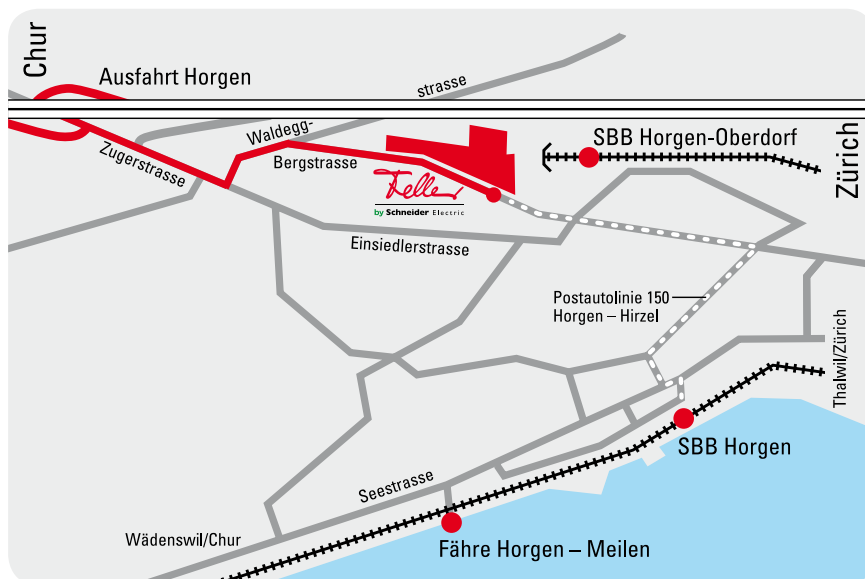 Chur
Ausfahrt Horgen
strasse
Waldegg-
Zugerstrasse
Bergstrasse
SBB Horgen-Oberdorf
Zürich
Feller
by Schneider Electric
Einsiedlerstrasse
Postautolinie 150
Horgen – Hirzel
Thalwil/Zürich
SBB Horgen
Seestrasse
Wädenswil/Chur
Fähre Horgen – Meilen